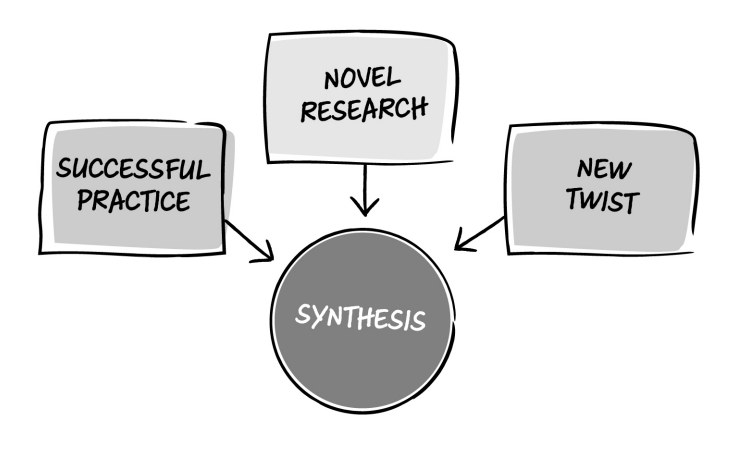 SUCCESSFUL
PRACTICE
NOVEL
RESEARCH
NEW
TWIST
SYNTHESIS